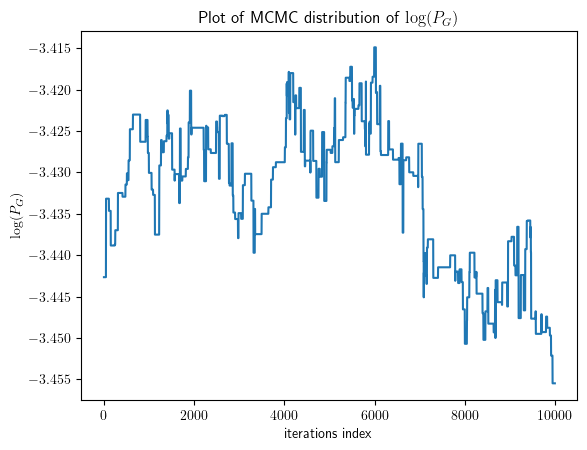 Plot of MCMC distribution of log(P_G)
log(P_G)
−3.415
−3.420
−3.425
−3.430
−3.435
−3.440
−3.445
−3.450
−3.455
0 2000 4000 6000 8000 10000
iterations index